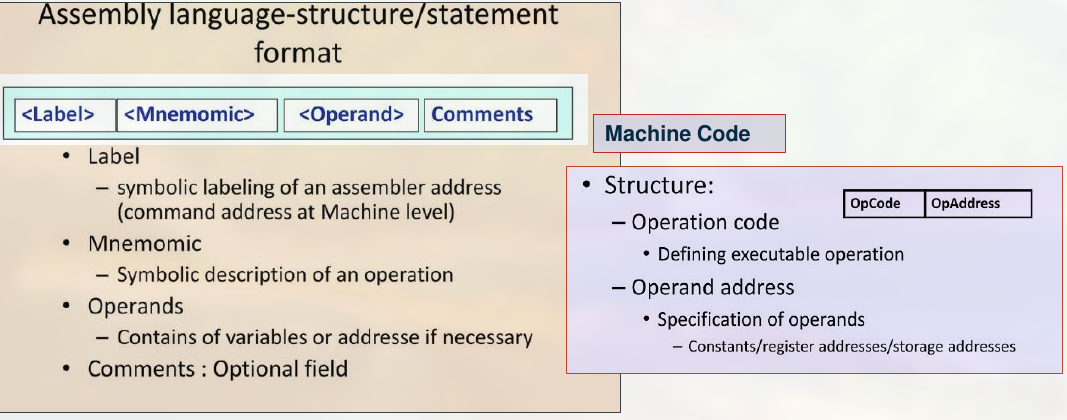 Assembly language-structure/statement
format
<Label> <Mnemomic> <Operand> Comments
• Label
– symbolic labeling of an assembler address
(command address at Machine level)
• Mnemomic
– Symbolic description of an operation
• Operands
– Contains of variables or addresse if necessary
• Comments : Optional field
Machine Code
• Structure:
OpCode OpAddress
– Operation code
• Defining executable operation
– Operand address
• Specification of operands
– Constants/register addresses/storage addresses